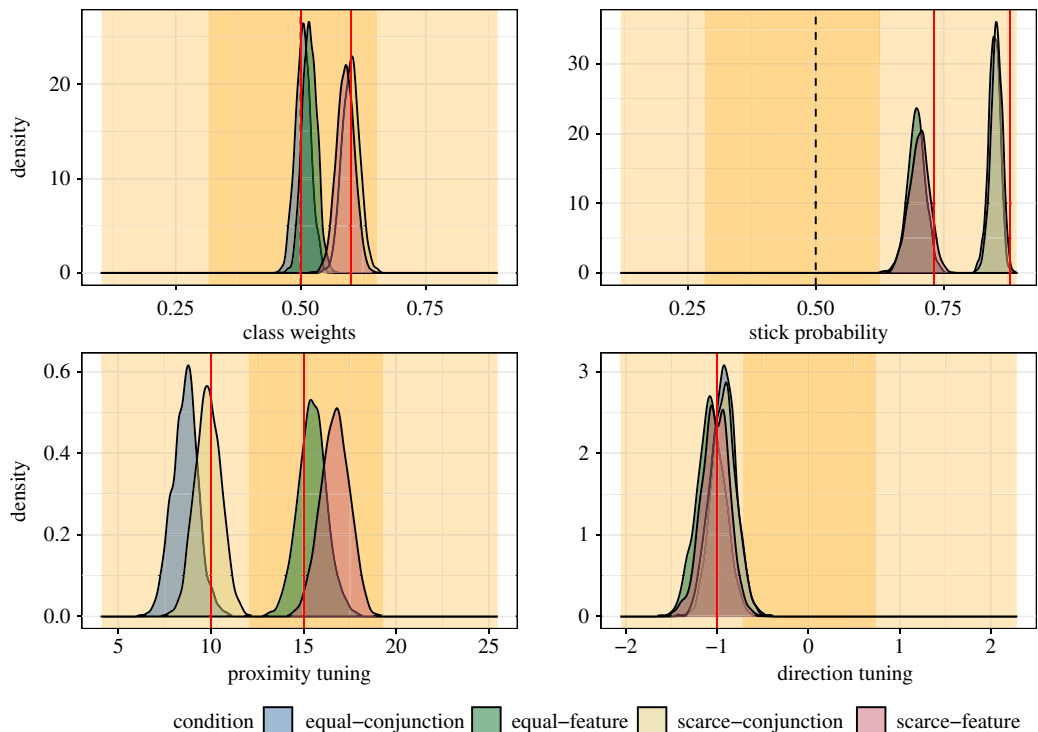 density
20
10
0
0.25 0.50 0.75
class weights
30
20
10
0
0.25 0.50 0.75
stick probability
density
0.6
0.4
0.2
0.0
5 10 15 20 25
proximity tuning
3
2
1
0
−2 −1 0 1 2
direction tuning
condition equal−conjunction equal−feature scarce−conjunction scarce−feature